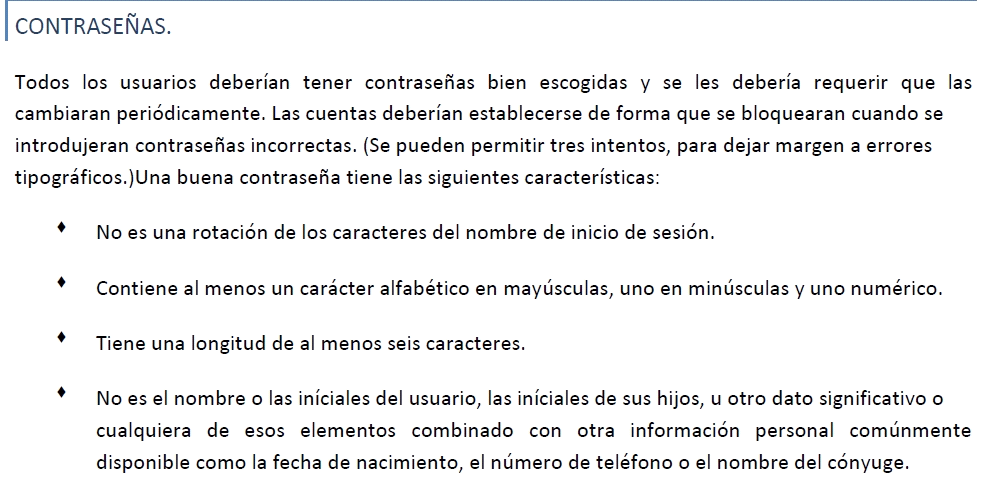 CONTRASEÑAS.
Todos los usuarios deberían tener contraseñas bien escogidas y se les debería requerir que las
cambiaran periódicamente. Las cuentas deberían establecerse de forma que se bloquearan cuando se
introdujeran contraseñas incorrectas. (Se pueden permitir tres intentos, para dejar margen a errores
tipográficos.)Una buena contraseña tiene las siguientes características:
♦ No es una rotación de los caracteres del nombre de inicio de sesión.
♦ Contiene al menos un carácter alfabético en mayúsculas, uno en minúsculas y uno numérico.
♦ Tiene una longitud de al menos seis caracteres.
♦ No es el nombre o las iníciales del usuario, las iníciales de sus hijos, u otro dato significativo o
cualquiera de esos elementos combinado con otra información personal comúnmente
disponible como la fecha de nacimiento, el número de teléfono o el nombre del cónyuge.